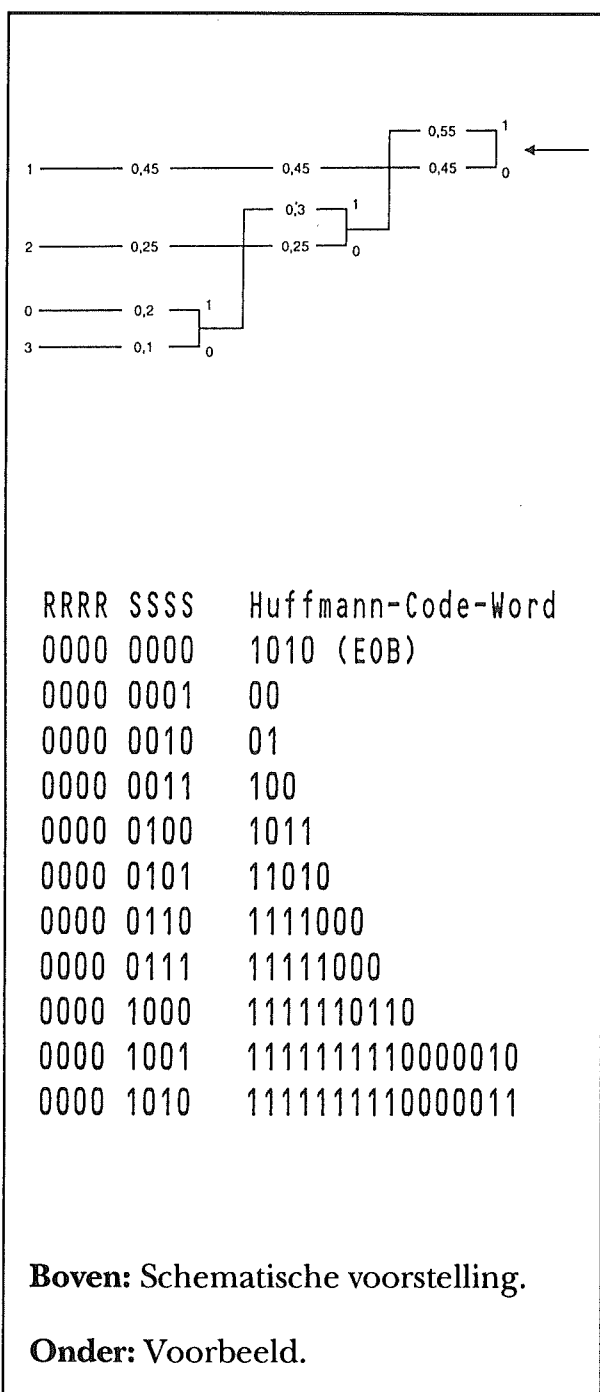 0,55 1
1 0,45 0,45 0,45 0
0,3 1
2 0,25 0,25 0
0 0,2 1
3 0,1 0
RRRR SSSS Huffmann-Code-Word
0000 0000 1010 (EOB)
0000 0001 00
0000 0010 01
0000 0011 100
0000 0100 1011
0000 0101 11010
0000 0110 1111000
0000 0111 11111000
0000 1000 1111110110
0000 1001 1111111110000010
0000 1010 1111111110000011
Boven: Schematische voorstelling.
Onder: Voorbeeld.